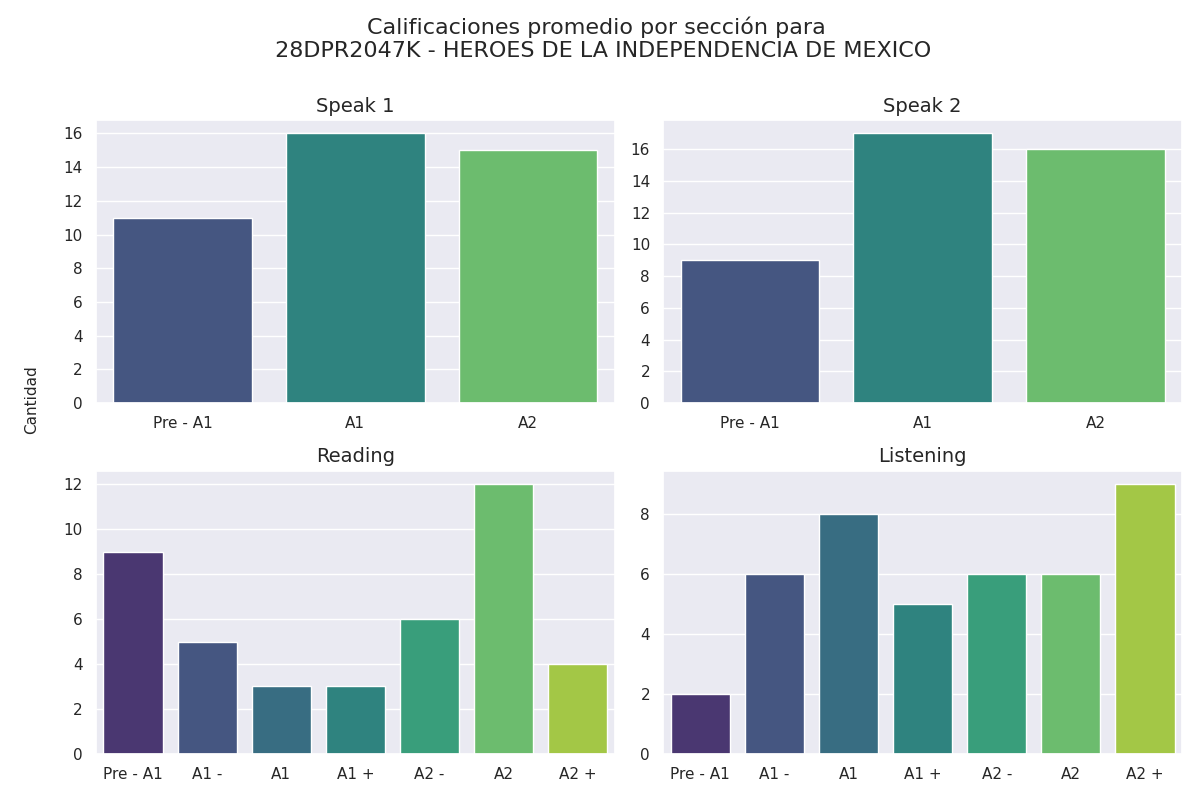 Calificaciones promedio por sección para
28DPR2047K - HEROES DE LA INDEPENDENCIA DE MEXICO
Speak 1
16
14
12
10
8
6
4
2
0
Pre - A1 A1 A2
Speak 2
16
14
12
10
8
6
4
2
0
Pre - A1 A1 A2
Cantidad
Reading
12
10
8
6
4
2
0
Pre - A1 A1 - A1 A1 + A2 - A2 A2 +
Listening
8
6
4
2
0
Pre - A1 A1 - A1 A1 + A2 - A2 A2 +